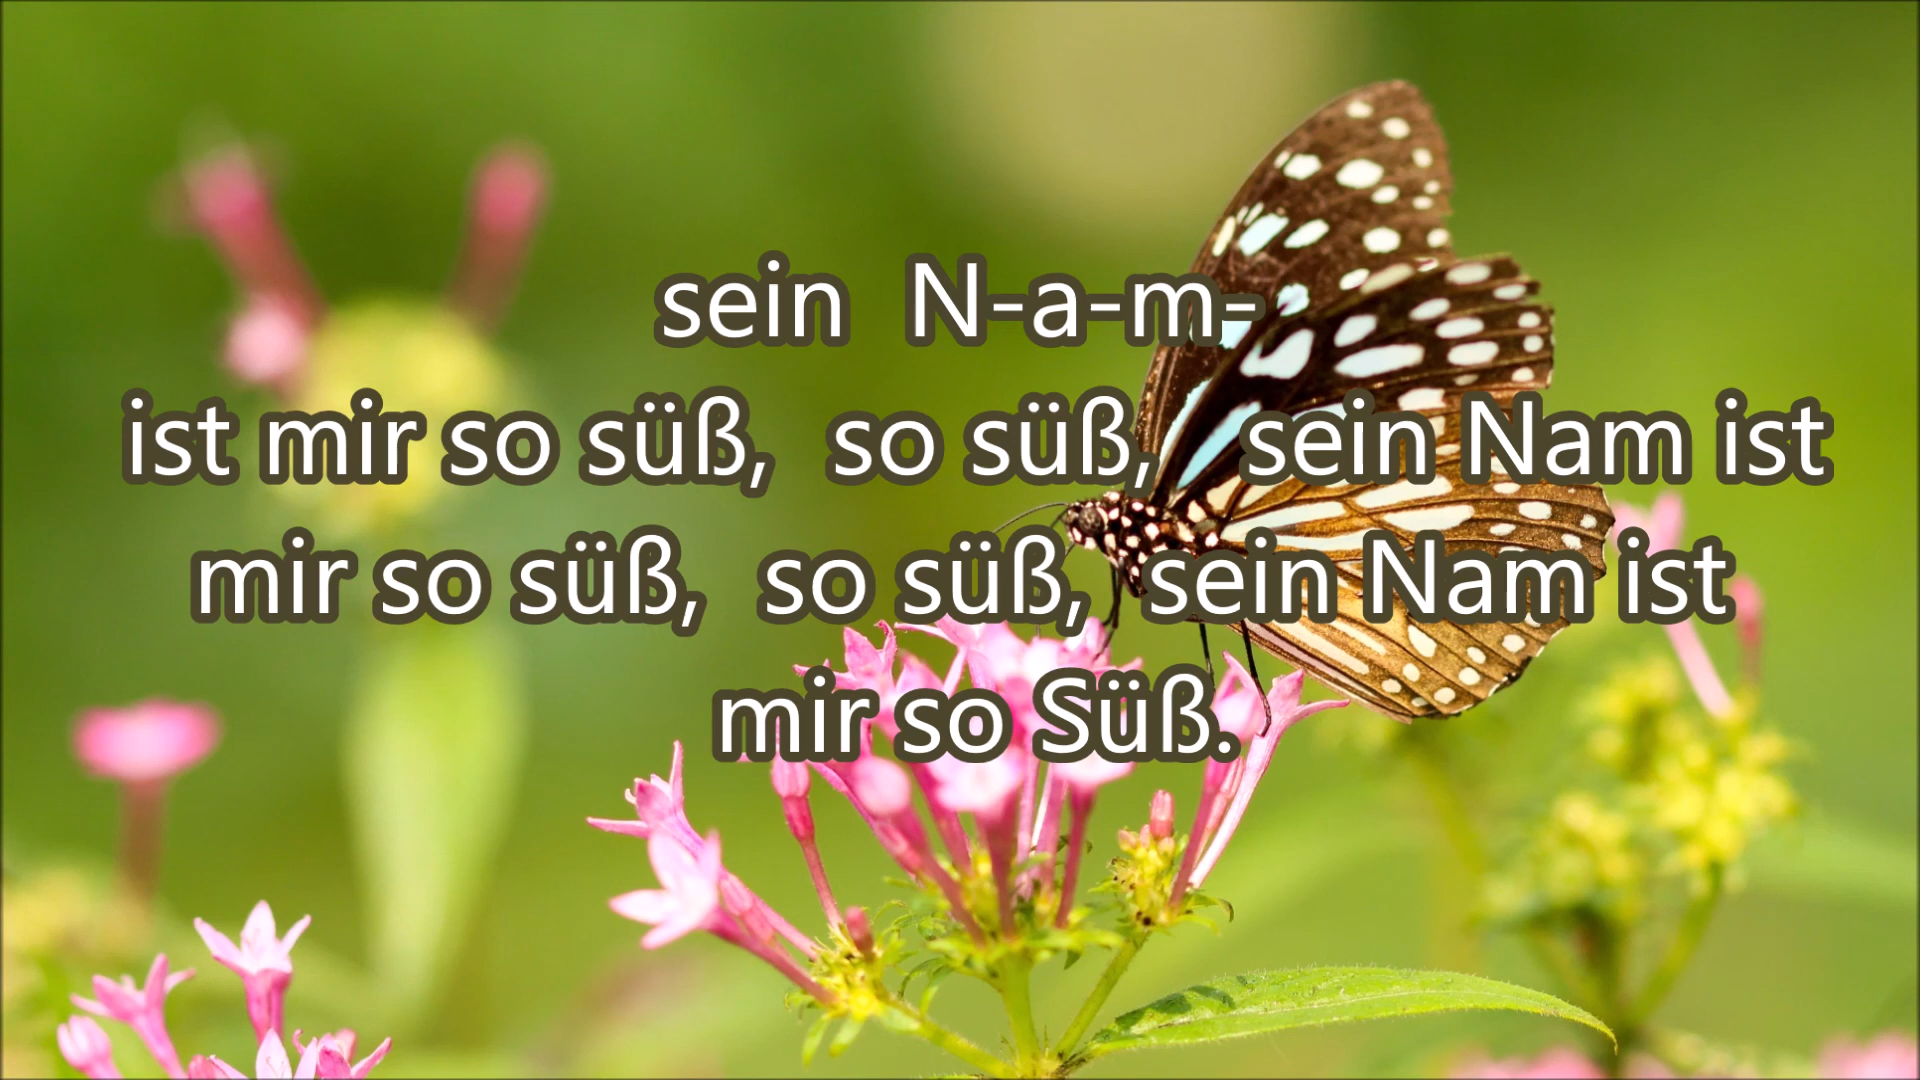 sein N-a-m-
ist mir so süß, so süß, sein Nam ist
mir so süß, so süß, sein Nam ist
mir so Süß.